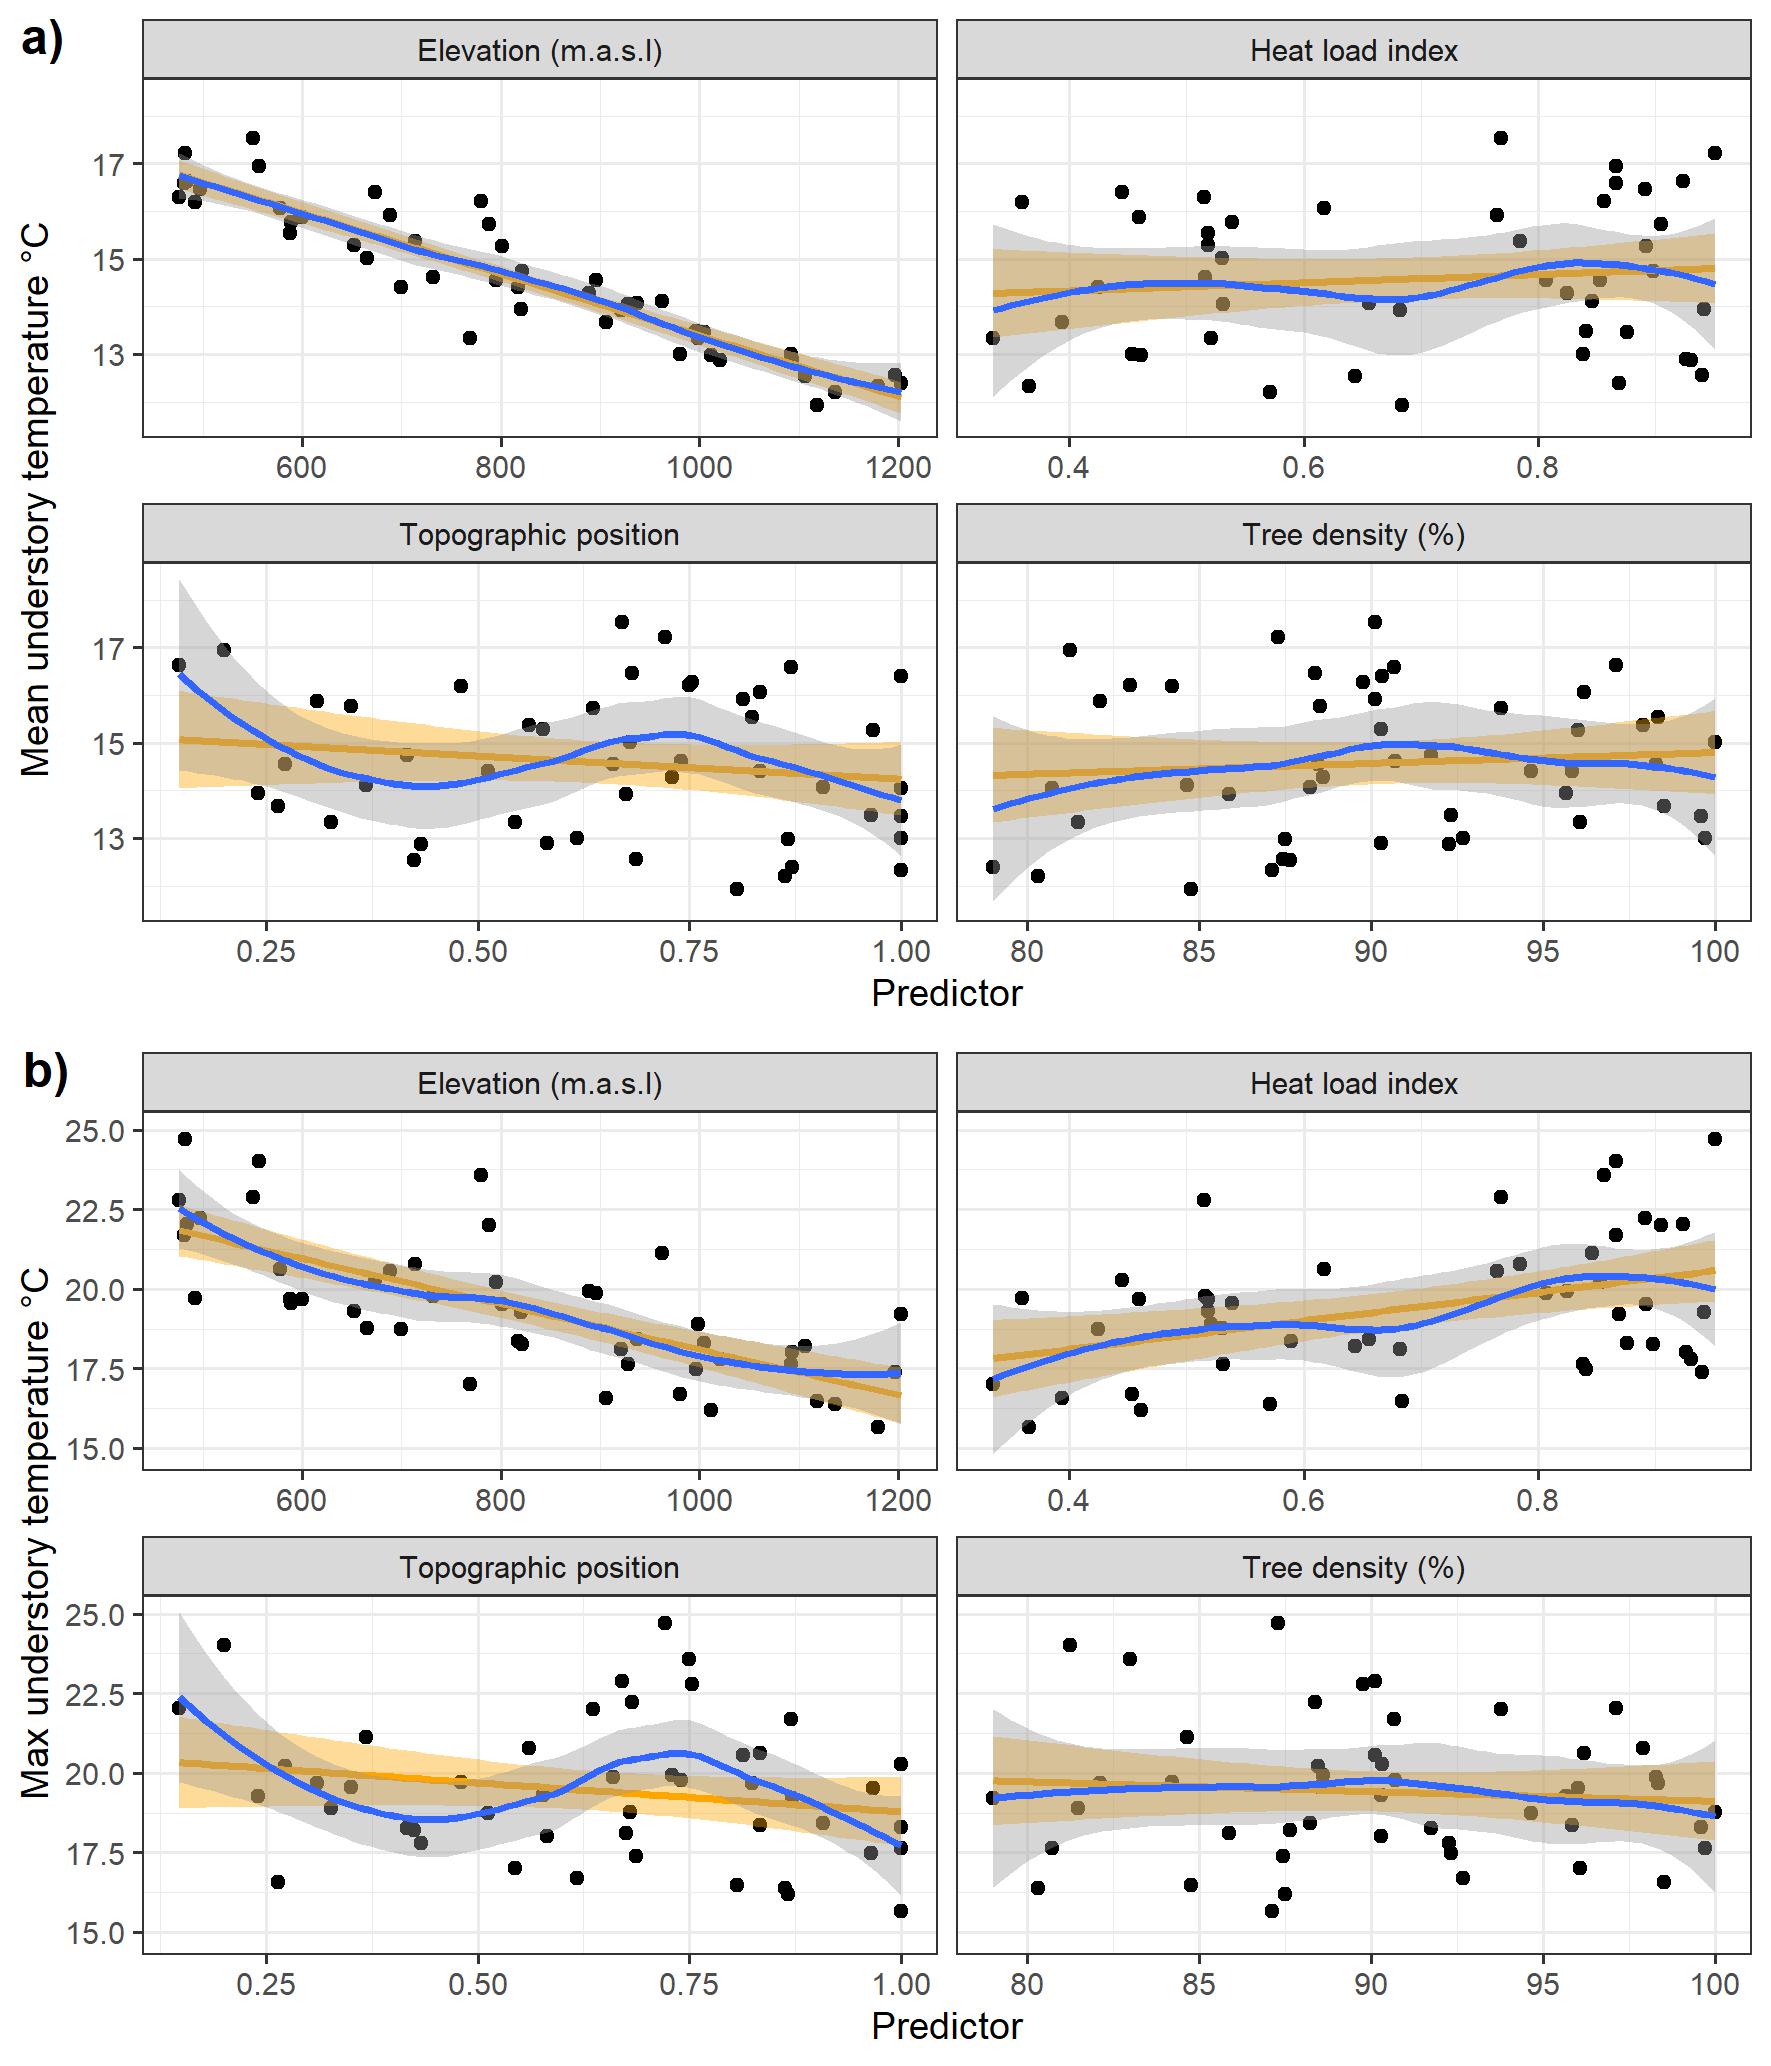 a)
Elevation (m.a.s.l)
Heat load index
17
15
13
600 800 1000 1200
0.4 0.6 0.8
Mean understory temperature °C
Topographic position
Tree density (%)
17
15
13
0.25 0.50 0.75 1.00
80 85 90 95 100
Predictor
b)
Elevation (m.a.s.l)
Heat load index
25.0
22.5
20.0
17.5
15.0
600 800 1000 1200
0.4 0.6 0.8
Max understory temperature °C
Topographic position
Tree density (%)
25.0
22.5
20.0
17.5
15.0
0.25 0.50 0.75 1.00
80 85 90 95 100
Predictor